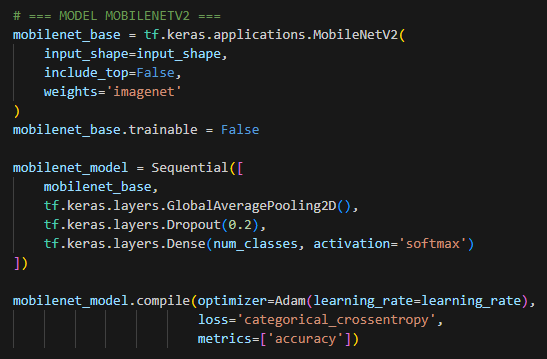 # === MODEL MOBILENETV2 ===
mobilenet_base = tf.keras.applications.MobileNetV2(
    input_shape=input_shape,
    include_top=False,
    weights='imagenet'
)
mobilenet_base.trainable = False

mobilenet_model = Sequential([
    mobilenet_base,
    tf.keras.layers.GlobalAveragePooling2D(),
    tf.keras.layers.Dropout(0.2),
    tf.keras.layers.Dense(num_classes, activation='softmax')
])

mobilenet_model.compile(optimizer=Adam(learning_rate=learning_rate),
                        loss='categorical_crossentropy',
                        metrics=['accuracy'])